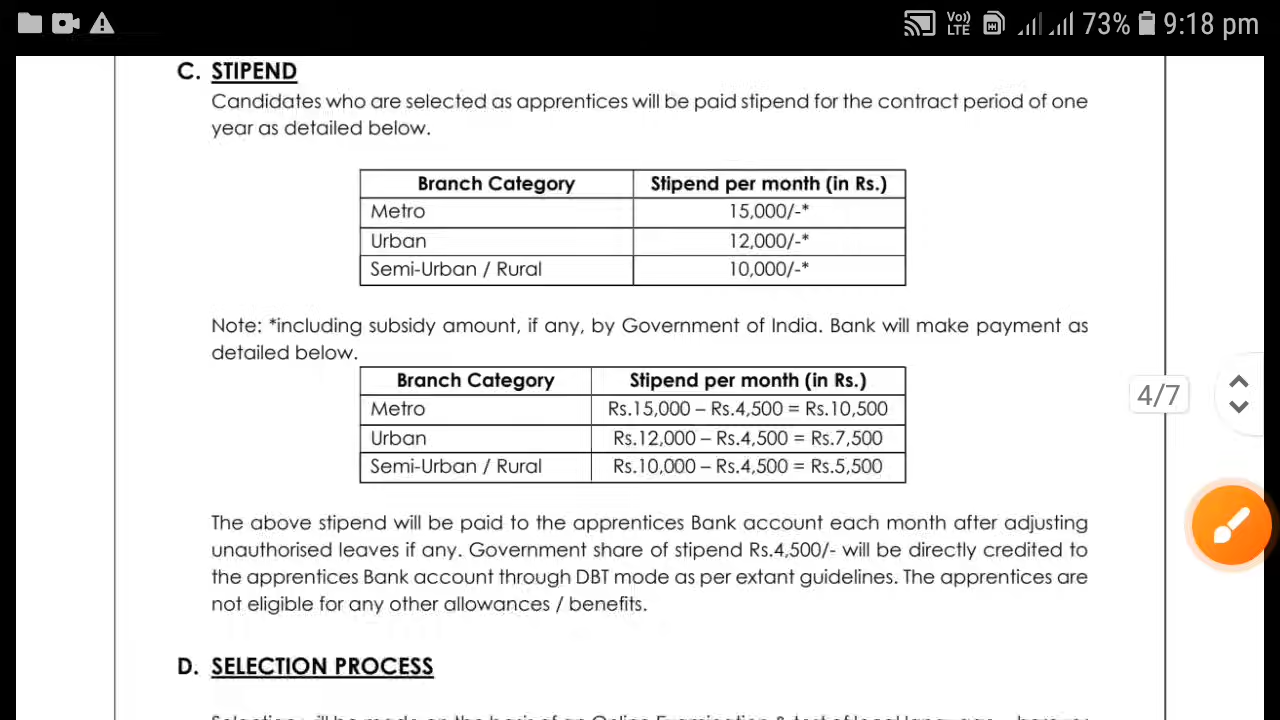 Vo)) LTE 73% 9:18 pm
C. STIPEND
Candidates who are selected as apprentices will be paid stipend for the contract period of one
year as detailed below.
Branch Category Stipend per month (in Rs.)
Metro 15,000/-*
Urban 12,000/-*
Semi-Urban / Rural 10,000/-*
Note: *including subsidy amount, if any, by Government of India. Bank will make payment as
detailed below.
Branch Category Stipend per month (in Rs.)
Metro Rs.15,000 – Rs.4,500 = Rs.10,500
4/7
Urban Rs.12,000 – Rs.4,500 = Rs.7,500
Semi-Urban / Rural Rs.10,000 – Rs.4,500 = Rs.5,500
The above stipend will be paid to the apprentices Bank account each month after adjusting
unauthorised leaves if any. Government share of stipend Rs.4,500/- will be directly credited to
the apprentices Bank account through DBT mode as per extant guidelines. The apprentices are
not eligible for any other allowances / benefits.
D. SELECTION PROCESS